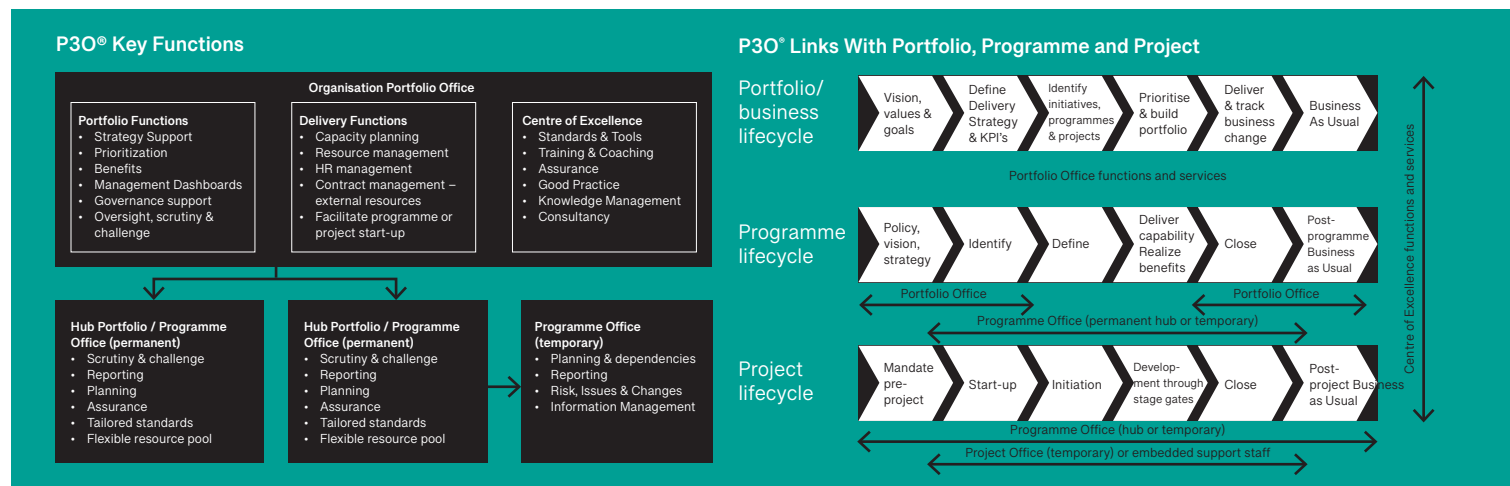 P3O® Key Functions
Organisation Portfolio Office
Portfolio Functions
• Strategy Support
• Prioritization
• Benefits
• Management Dashboards
• Governance support
• Oversight, scrutiny &
challenge
Delivery Functions
• Capacity planning
• Resource management
• HR management
• Contract management –
external resources
• Facilitate programme or
project start-up
Centre of Excellence
• Standards & Tools
• Training & Coaching
• Assurance
• Good Practice
• Knowledge Management
• Consultancy
Hub Portfolio / Programme
Office (permanent)
• Scrutiny & challenge
• Reporting
• Planning
• Assurance
• Tailored standards
• Flexible resource pool
Hub Portfolio / Programme
Office (permanent)
• Scrutiny & challenge
• Reporting
• Planning
• Assurance
• Tailored standards
• Flexible resource pool
Programme Office
(temporary)
• Planning & dependencies
• Reporting
• Risk, Issues & Changes
• Information Management
P3O® Links With Portfolio, Programme and Project
Portfolio/
business
lifecycle
Vision,
values &
goals
Define
Delivery
Strategy
& KPI's
Identify
initiatives,
programmes
& projects
Prioritise
& build
portfolio
Deliver
& track
business
change
Business
As Usual
Portfolio Office functions and services
Programme
lifecycle
Policy,
vision,
strategy
Identify
Define
Deliver
capability
Realize
benefits
Close
Post-
programme
Business
as Usual
Portfolio Office
Portfolio Office
Programme Office (permanent hub or temporary)
Project
lifecycle
Mandate
pre-
project
Start-up
Initiation
Develop-
ment through
stage gates
Close
Post-
project Business
as Usual
Programme Office (hub or temporary)
Project Office (temporary) or embedded support staff
Centre of Excellence functions and services